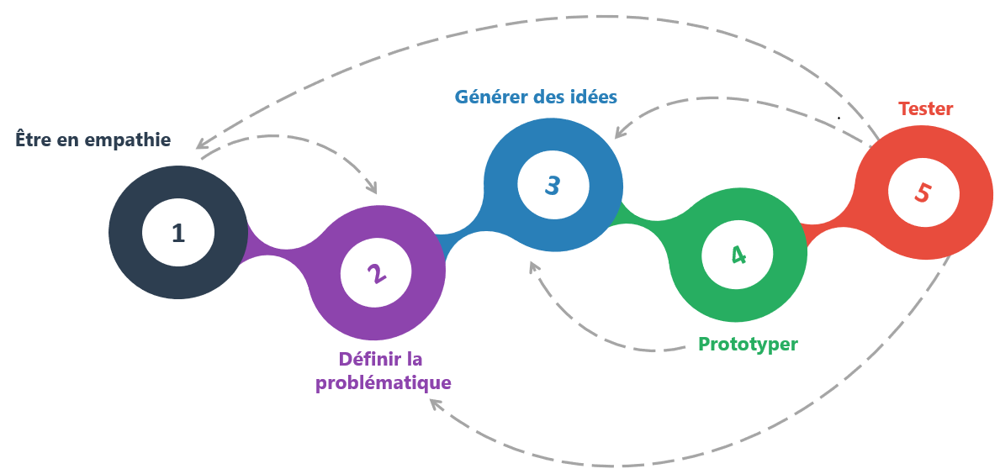 Être en empathie
1
2
Définir la
problématique
Générer des idées
3
4
Prototyper
Tester
5